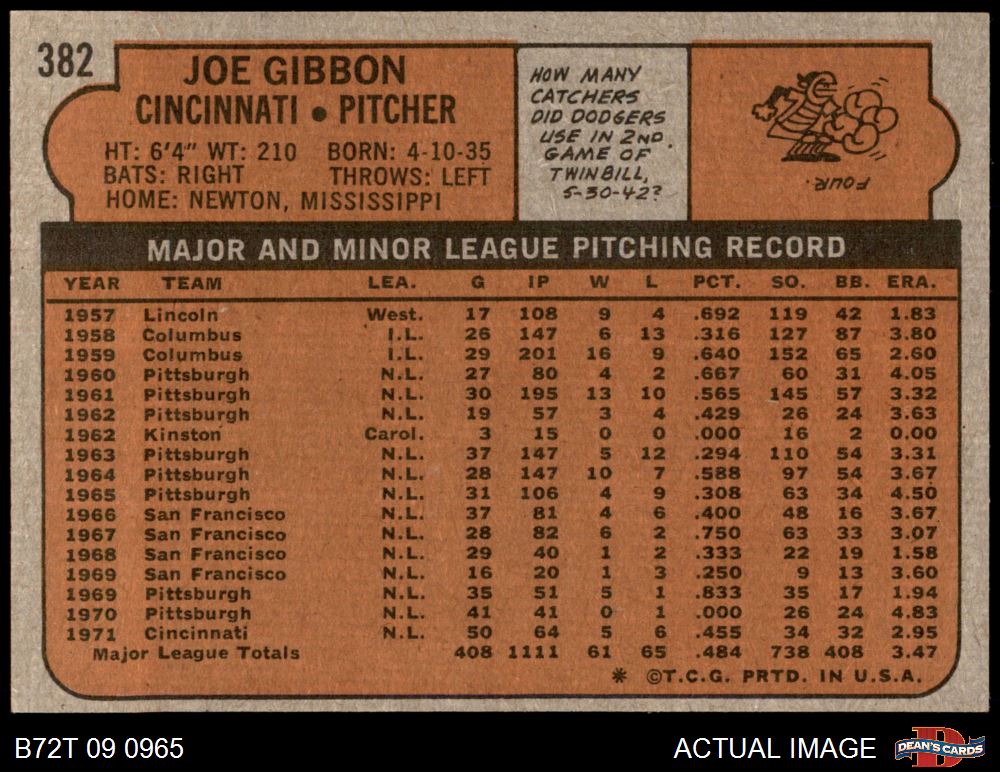 382
JOE GIBBON
CINCINNATI • PITCHER
HT: 6'4" WT: 210 BORN: 4-10-35
BATS: RIGHT THROWS: LEFT
HOME: NEWTON, MISSISSIPPI
HOW MANY
CATCHERS
DID DODGERS
USE IN 2ND
GAME OF
TWINBILL,
5-30-42?
FOUR.
MAJOR AND MINOR LEAGUE PITCHING RECORD
YEAR TEAM LEA. G IP W L PCT. SO. BB. ERA.
1957 Lincoln West. 17 108 9 4 .692 119 42 1.83
1958 Columbus I.L. 26 147 6 13 .316 127 87 3.80
1959 Columbus I.L. 29 201 16 9 .640 152 65 2.60
1960 Pittsburgh N.L. 27 80 4 2 .667 60 31 4.05
1961 Pittsburgh N.L. 30 195 13 10 .565 145 57 3.32
1962 Pittsburgh N.L. 19 57 3 4 .429 26 24 3.63
1962 Kinston Carol. 3 15 0 0 .000 16 2 0.00
1963 Pittsburgh N.L. 37 147 5 12 .294 110 54 3.31
1964 Pittsburgh N.L. 28 147 10 7 .588 97 54 3.67
1965 Pittsburgh N.L. 31 106 4 9 .308 63 34 4.50
1966 San Francisco N.L. 37 81 4 6 .400 48 16 3.67
1967 San Francisco N.L. 28 82 6 2 .750 63 33 3.07
1968 San Francisco N.L. 29 40 1 2 .333 22 19 1.58
1969 San Francisco N.L. 16 20 1 3 .250 9 13 3.60
1969 Pittsburgh N.L. 35 51 5 1 .833 35 17 1.94
1970 Pittsburgh N.L. 41 41 0 1 .000 26 24 4.83
1971 Cincinnati N.L. 50 64 5 6 .455 34 32 2.95
Major League Totals 408 1111 61 65 .484 738 408 3.47
* ©T.C.G. PRTD. IN U.S.A.
B72T 09 0965
ACTUAL IMAGE
D
DEAN'S CARDS